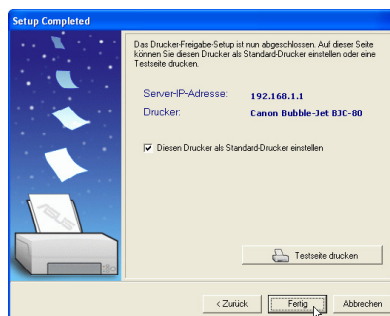 Setup Completed
Das Drucker-Freigabe-Setup ist nun abgeschlossen. Auf dieser Seite
können Sie diesen Drucker als Standard-Drucker einstellen oder eine
Testseite drucken.
Server-IP-Adresse: 192.168.1.1
Drucker: Canon Bubble-Jet BJC-80
Diesen Drucker als Standard-Drucker einstellen
ASUS
Testseite drucken
< Zurück Fertig Abbrechen